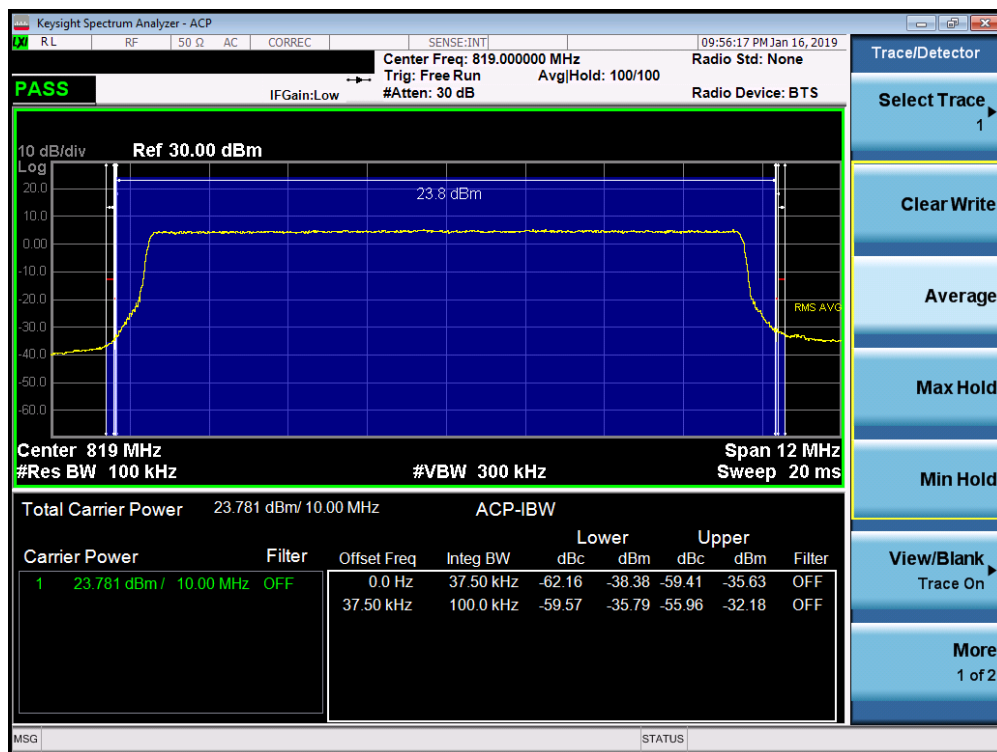 Keysight Spectrum Analyzer - ACP
LXI RL RF 50 Ω AC CORREC SENSE:INT 09:56:17 PM Jan 16, 2019
Center Freq: 819.000000 MHz Radio Std: None
Trig: Free Run Avg|Hold: 100/100
PASS IFGain:Low #Atten: 30 dB Radio Device: BTS
10 dB/div Ref 30.00 dBm
Log
23.8 dBm
20.0
10.0
0.00
-10.0
-20.0
RMS AVG
-30.0
-40.0
-50.0
-60.0
Center 819 MHz Span 12 MHz
#Res BW 100 kHz #VBW 300 kHz Sweep 20 ms
Total Carrier Power 23.781 dBm/ 10.00 MHz ACP-IBW
Lower Upper
Carrier Power Filter Offset Freq Integ BW dBc dBm dBc dBm Filter
1 23.781 dBm / 10.00 MHz OFF 0.0 Hz 37.50 kHz -62.16 -38.38 -59.41 -35.63 OFF
37.50 kHz 100.0 kHz -59.57 -35.79 -55.96 -32.18 OFF
MSG STATUS
Trace/Detector
Select Trace
1
Clear Write
Average
Max Hold
Min Hold
View/Blank
Trace On
More
1 of 2